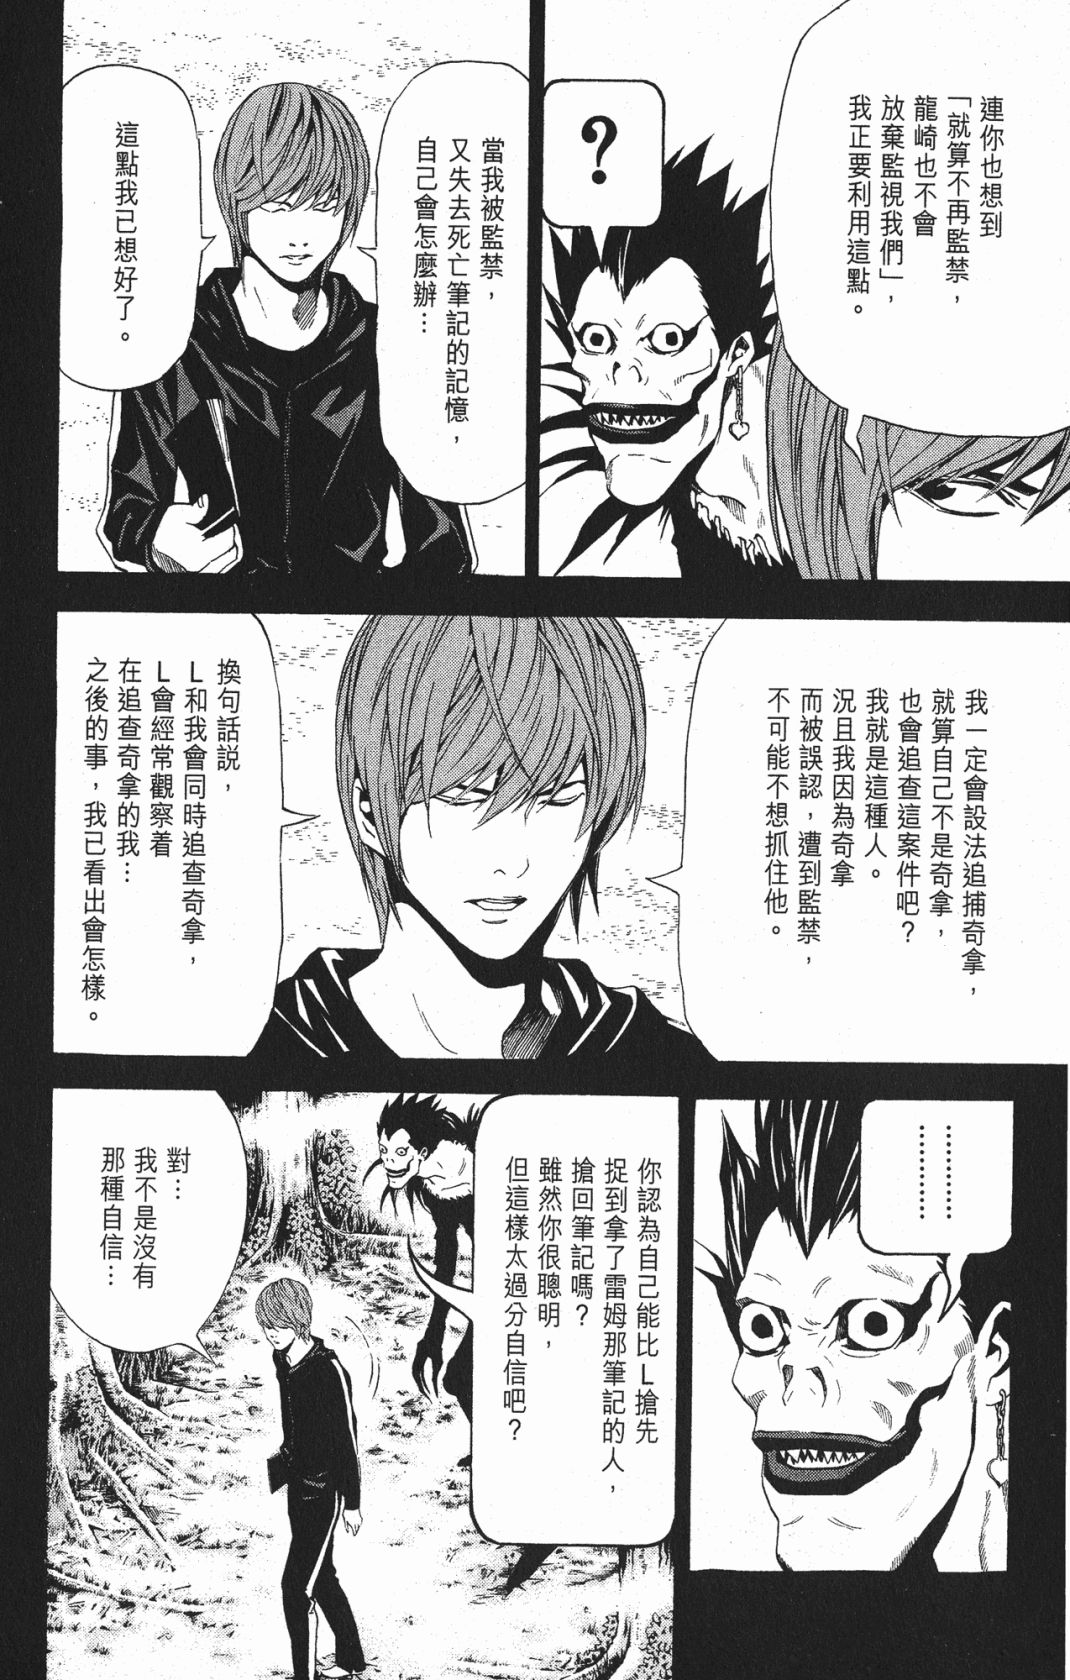 連你也想到
「就算不再監禁，
龍崎也不會
放棄監視我們」，
我正要利用這點。
？
當我被監禁，
又失去死亡筆記的記憶，
自己會怎麼辦…
這點我已想好了。
我一定會設法追捕奇拿，
就算自己不是奇拿，
也會追查這案件吧？
我就是這種人。
況且我因為奇拿
而被誤認，遭到監禁，
不可能不想抓住他。
換句話説，
L和我會同時追查奇拿，
L會經常觀察着
在追查奇拿的我…
之後的事，我已看出會怎樣。
…………
…………
你認為自己能比L搶先
捉到拿了雷姆那筆記的人，
搶回筆記嗎？
雖然你很聰明，
但這樣太過分自信吧？
對…
我不是沒有
那種自信…